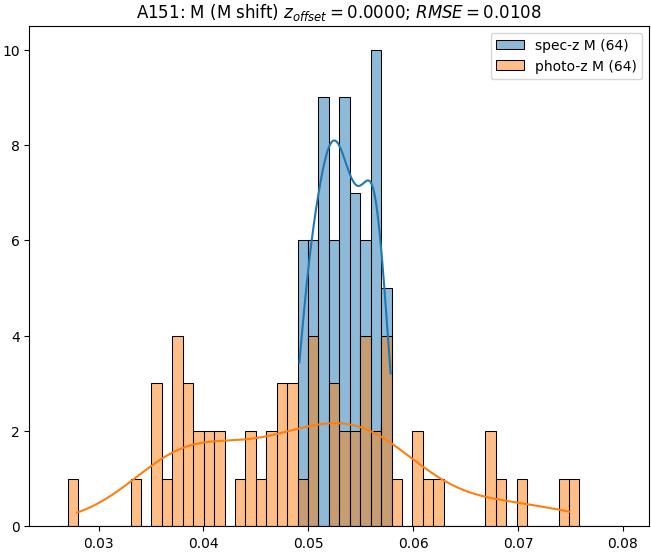 A151: M (M shift) z_offset = 0.0000; RMSE = 0.0108
spec-z M (64)
photo-z M (64)
10
8
6
4
2
0
0.03 0.04 0.05 0.06 0.07 0.08